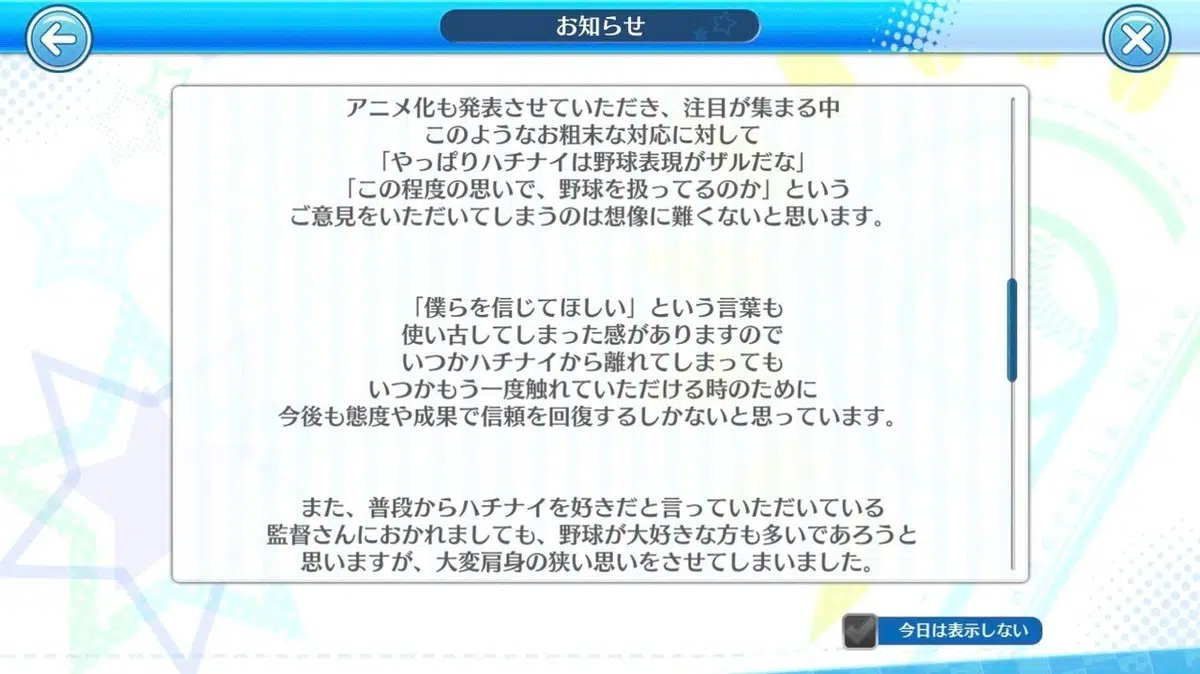 お知らせ
アニメ化も発表させていただき、注目が集まる中
このようなお粗末な対応に対して
「やっぱりハチナイは野球表現がザルだな」
「この程度の思いで、野球を扱ってるのか」という
ご意見をいただいてしまうのは想像に難くないと思います。
「僕らを信じてほしい」という言葉も
使い古してしまった感がありますので
いつかハチナイから離れてしまっても
いつかもう一度触れていただける時のために
今後も態度や成果で信頼を回復するしかないと思っています。
また、普段からハチナイを好きだと言っていただいている
監督さんにおかれましても、野球が大好きな方も多いであろうと
思いますが、大変肩身の狭い思いをさせてしまいました。
今日は表示しない